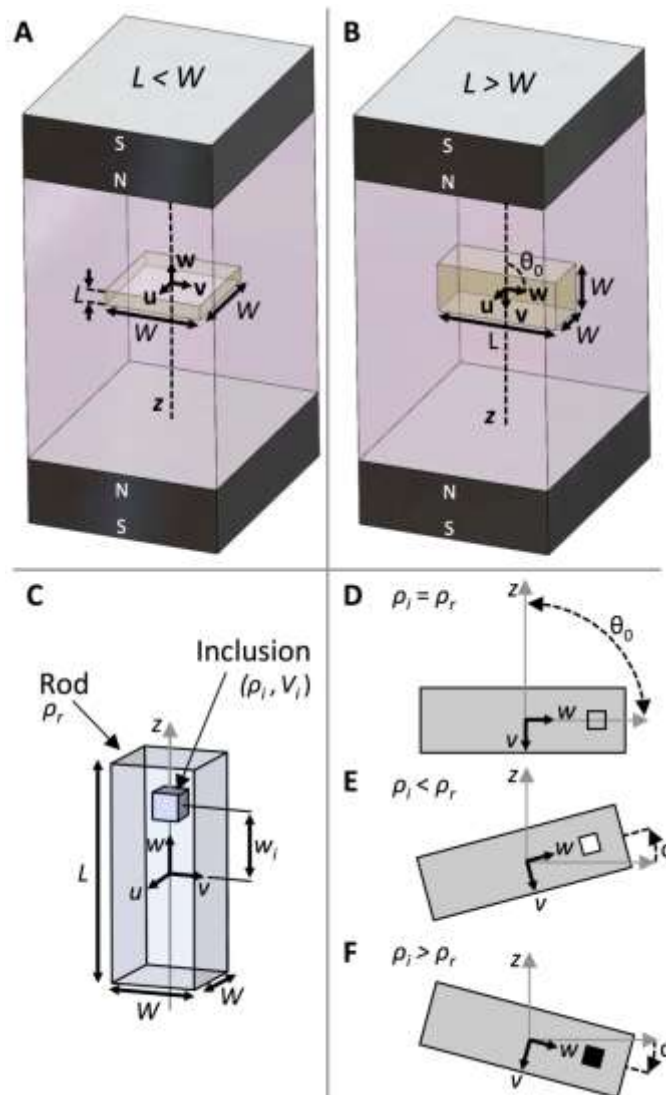 A
L < W
S
N
w
u
v
L
W
W
z
N
S
B
L > W
S
N
θ₀
w
u
v
W
W
L
z
N
S
C
Inclusion
(ρᵢ, Vᵢ)
Rod
ρᵣ
z
L
w
wᵢ
u
v
W
W
D
ρᵢ = ρᵣ
z
θ₀
w
v
E
ρᵢ < ρᵣ
z
w
v
F
ρᵢ > ρᵣ
z
w
v